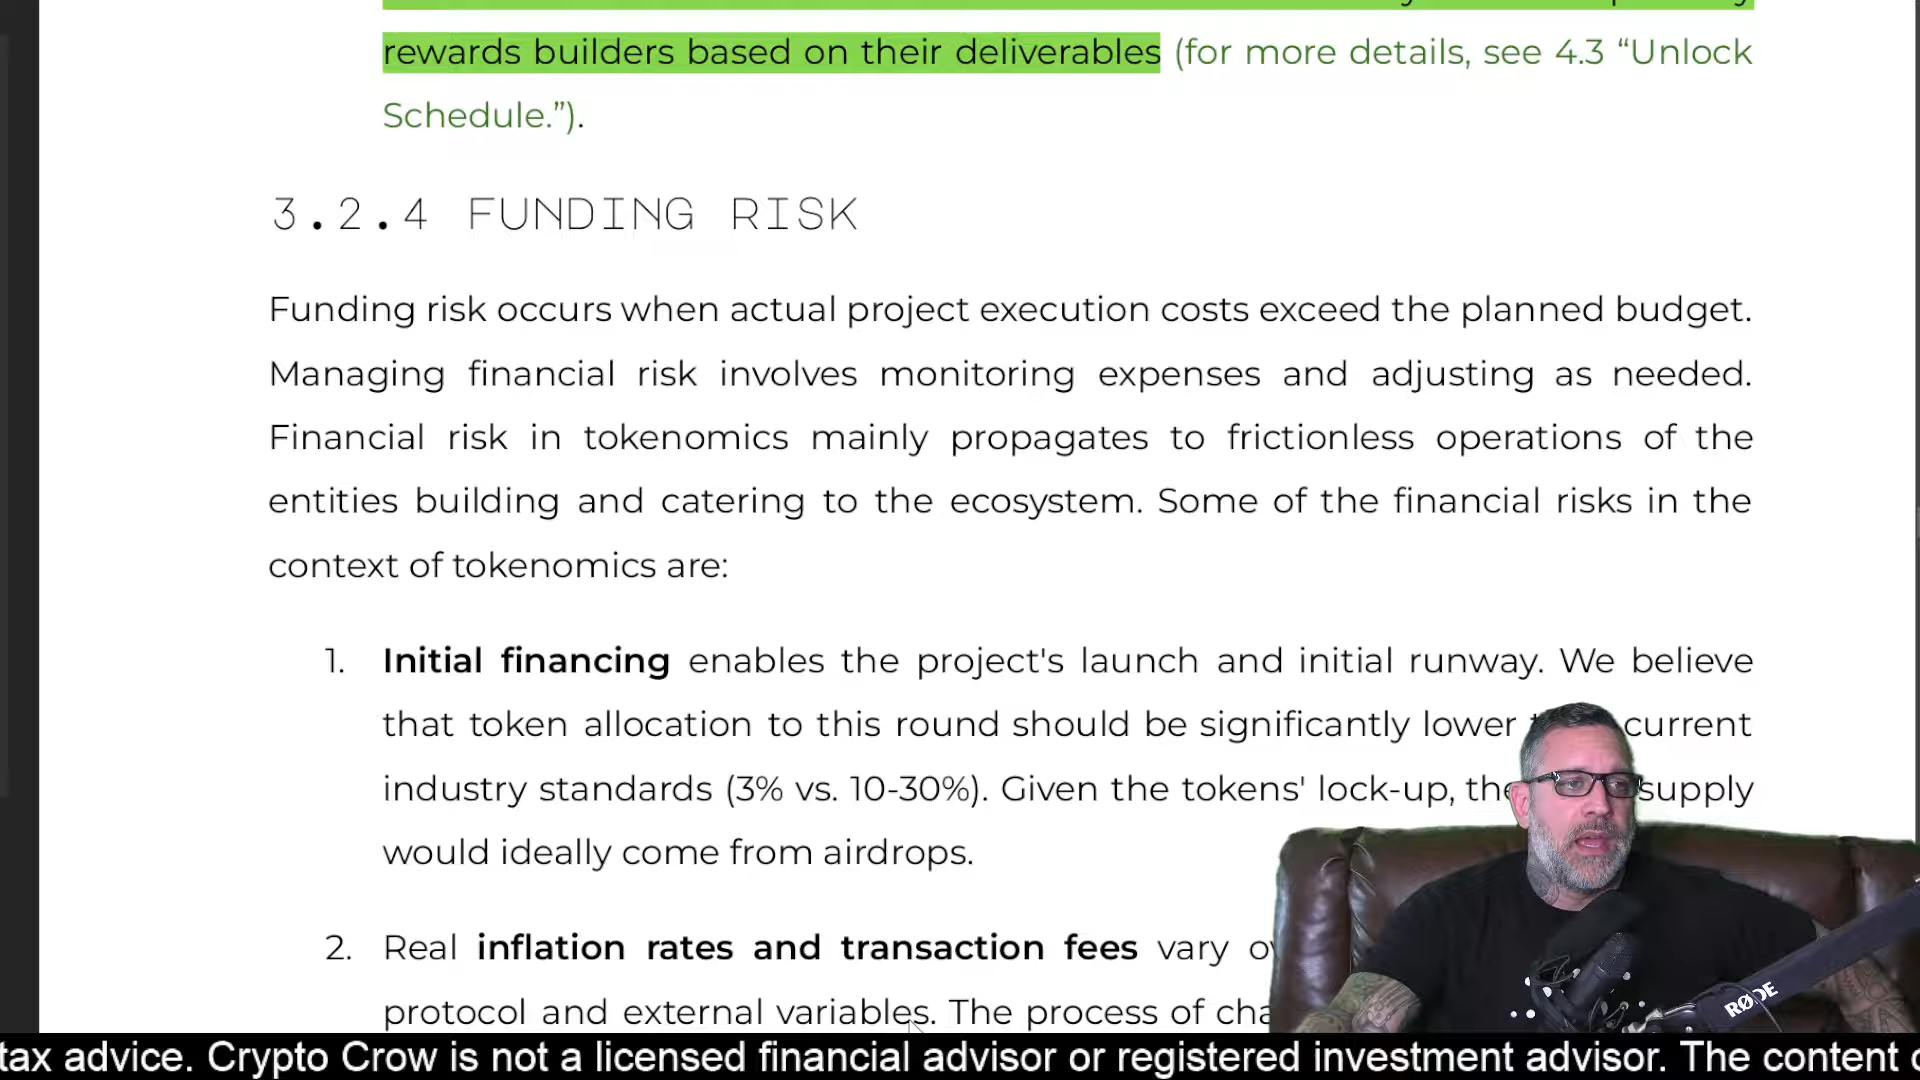 rewards builders based on their deliverables (for more details, see 4.3 “Unlock
Schedule.”).
3.2.4 FUNDING RISK
Funding risk occurs when actual project execution costs exceed the planned budget.
Managing financial risk involves monitoring expenses and adjusting as needed.
Financial risk in tokenomics mainly propagates to frictionless operations of the
entities building and catering to the ecosystem. Some of the financial risks in the
context of tokenomics are:
1. Initial financing enables the project's launch and initial runway. We believe
that token allocation to this round should be significantly lower current
industry standards (3% vs. 10-30%). Given the tokens' lock-up, supply
would ideally come from airdrops.
2. Real inflation rates and transaction fees vary
protocol and external variables. The process of
RØDE
tax advice. Crypto Crow is not a licensed financial advisor or registered investment advisor. The content